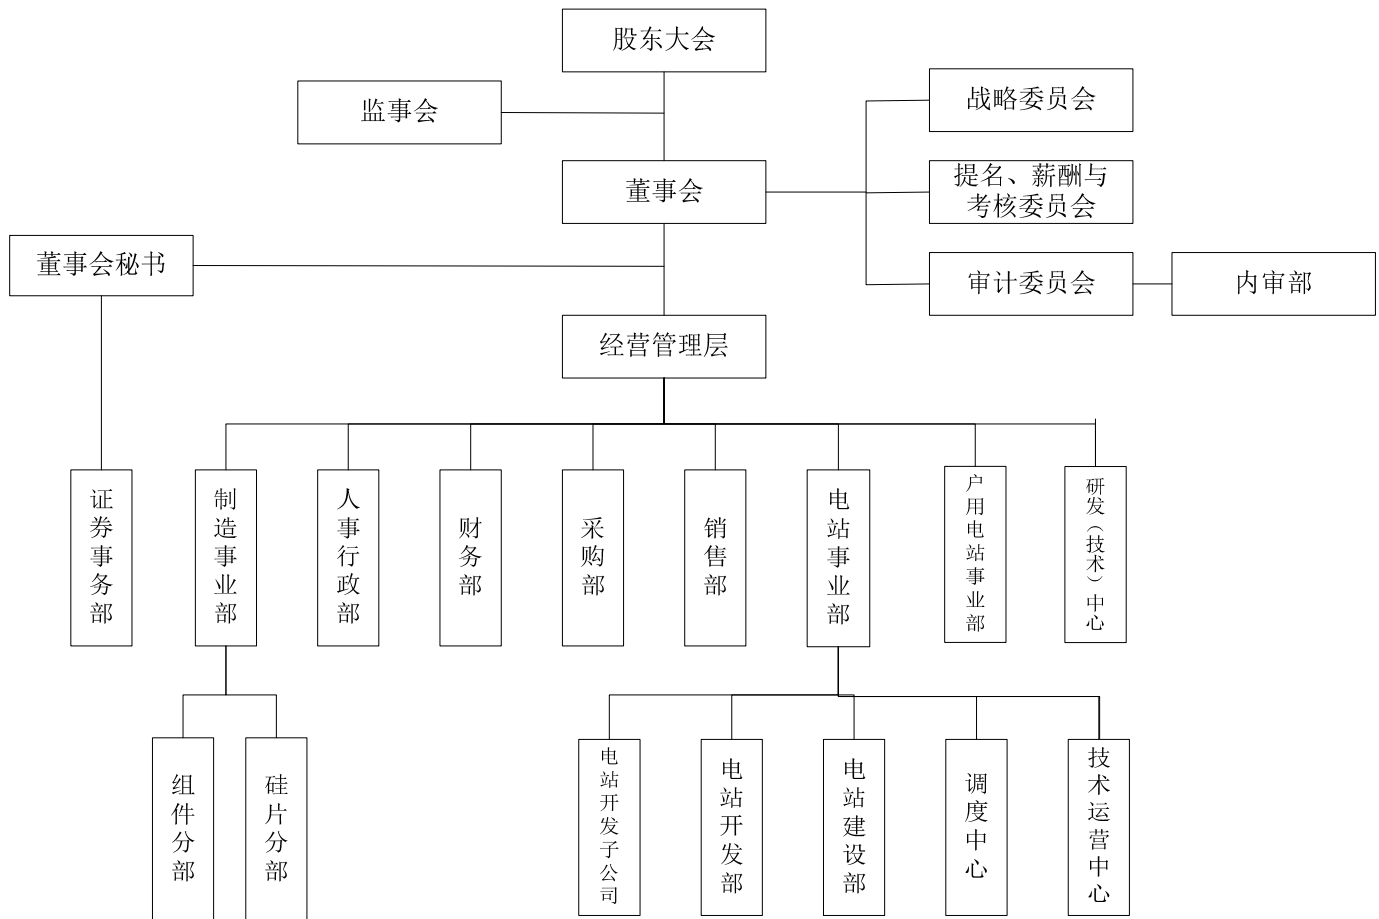 股东大会
监事会
战略委员会
董事会
提名、薪酬与
考核委员会
董事会秘书
审计委员会
内审部
经营管理层
证券事务部
制造事业部
人事行政部
财务部
采购部
销售部
电站事业部
户用电站事业部
研发（技术）中心
组件分部
硅片分部
电站开发子公司
电站开发部
电站建设部
调度中心
技术运营中心